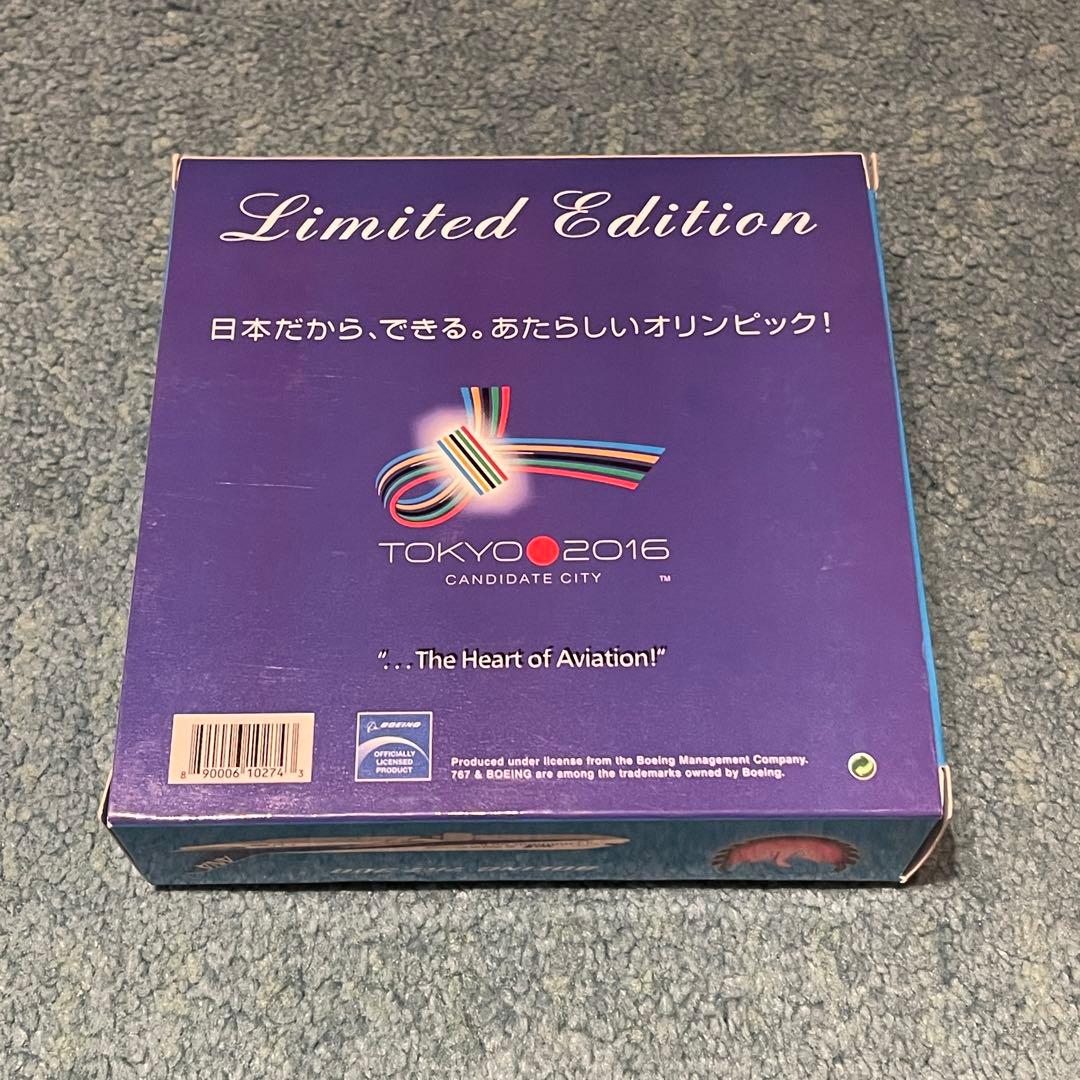 Limited Edition
日本だから、できる。あたらしいオリンピック!
TOKYO 2016
CANDIDATE CITY ™
"...The Heart of Aviation!"
BOEING
OFFICIALLY
LICENSED
PRODUCT
Produced under license from the Boeing Management Company.
767 & BOEING are among the trademarks owned by Boeing.
8 90006 10274 3
ANA